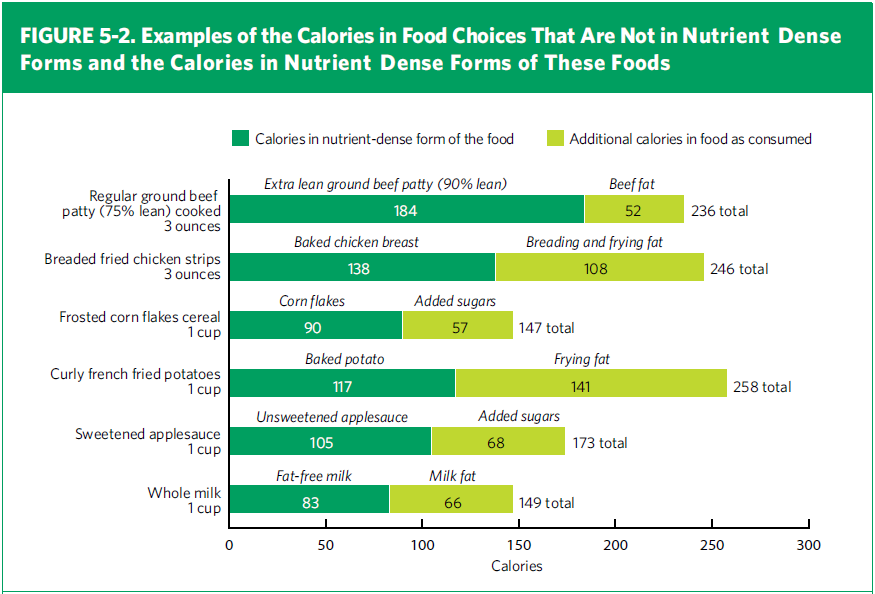 FIGURE 5-2. Examples of the Calories in Food Choices That Are Not in Nutrient Dense
Forms and the Calories in Nutrient Dense Forms of These Foods
Calories in nutrient-dense form of the food
Additional calories in food as consumed
Regular ground beef
patty (75% lean) cooked
3 ounces
Extra lean ground beef patty (90% lean)
Beef fat
184
52
236 total
Breaded fried chicken strips
3 ounces
Baked chicken breast
Breading and frying fat
138
108
246 total
Frosted corn flakes cereal
1 cup
Corn flakes
Added sugars
90
57
147 total
Curly french fried potatoes
1 cup
Baked potato
Frying fat
117
141
258 total
Sweetened applesauce
1 cup
Unsweetened applesauce
Added sugars
105
68
173 total
Whole milk
1 cup
Fat-free milk
Milk fat
83
66
149 total
0
50
100
150
200
250
300
Calories